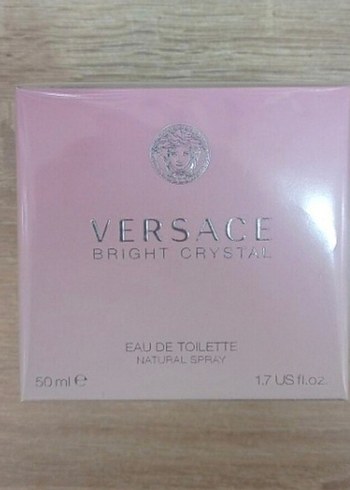 VERSACE
BRIGHT CRYSTAL
EAU DE TOILETTE
NATURAL SPRAY
50 ml ℮ 1.7 US fl.oz.